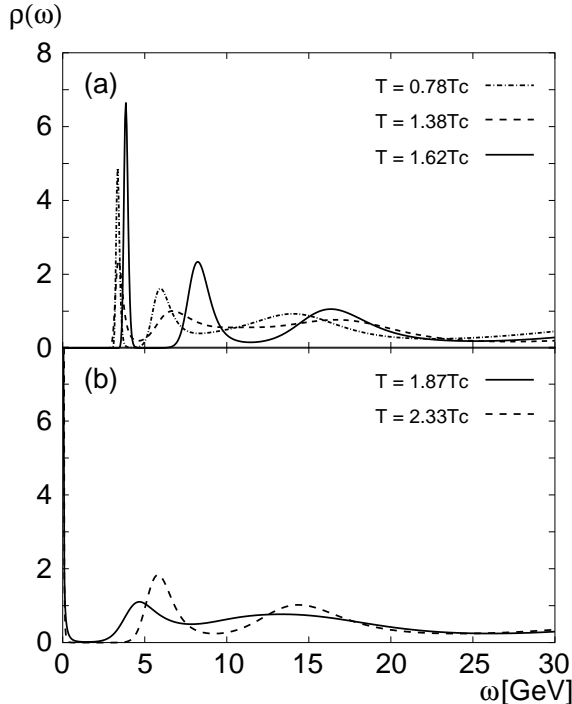 ρ(ω)
8
(a)
T = 0.78Tc
T = 1.38Tc
T = 1.62Tc
6
4
2
0
(b)
T = 1.87Tc
T = 2.33Tc
6
4
2
0
0 5 10 15 20 25 30
ω[GeV]